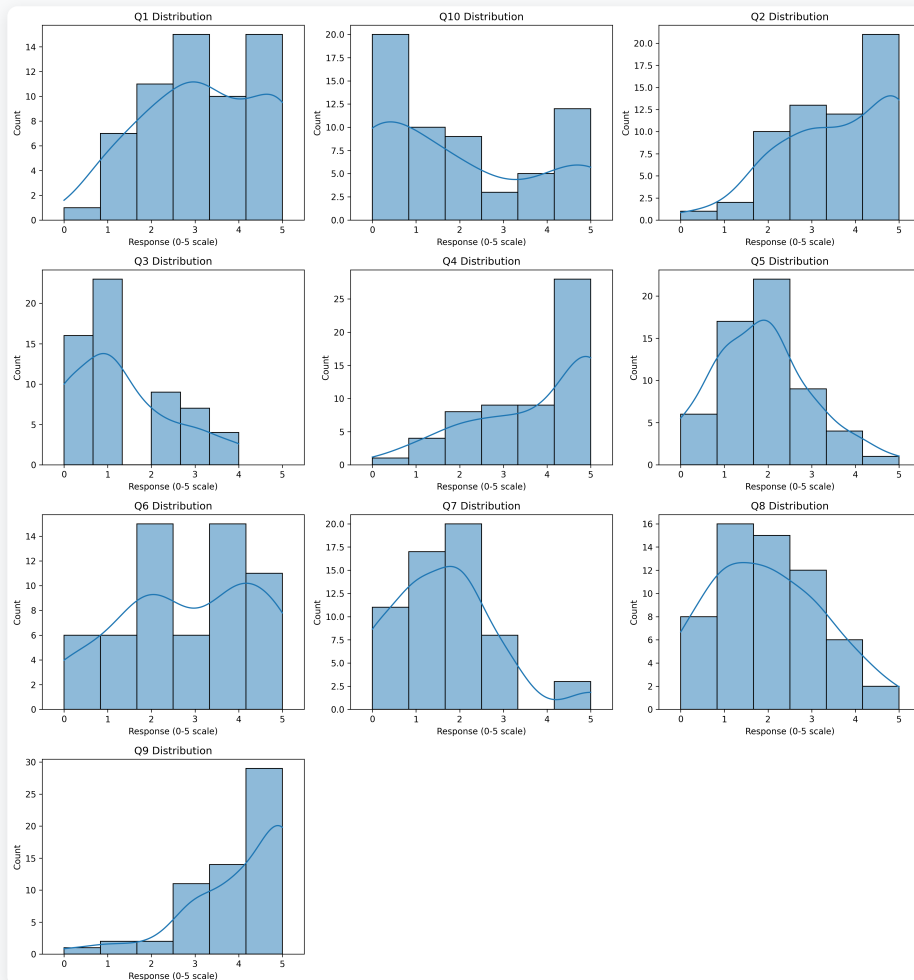 Q1 Distribution
14
12
10
8
6
4
2
0
Count
0 1 2 3 4 5
Response (0-5 scale)
Q10 Distribution
20.0
17.5
15.0
12.5
10.0
7.5
5.0
2.5
0.0
Count
0 1 2 3 4 5
Response (0-5 scale)
Q2 Distribution
20.0
17.5
15.0
12.5
10.0
7.5
5.0
2.5
0.0
Count
0 1 2 3 4 5
Response (0-5 scale)
Q3 Distribution
20
15
10
5
0
Count
0 1 2 3 4 5
Response (0-5 scale)
Q4 Distribution
25
20
15
10
5
0
Count
0 1 2 3 4 5
Response (0-5 scale)
Q5 Distribution
20
15
10
5
0
Count
0 1 2 3 4 5
Response (0-5 scale)
Q6 Distribution
14
12
10
8
6
4
2
0
Count
0 1 2 3 4 5
Response (0-5 scale)
Q7 Distribution
20.0
17.5
15.0
12.5
10.0
7.5
5.0
2.5
0.0
Count
0 1 2 3 4 5
Response (0-5 scale)
Q8 Distribution
16
14
12
10
8
6
4
2
0
Count
0 1 2 3 4 5
Response (0-5 scale)
Q9 Distribution
30
25
20
15
10
5
0
Count
0 1 2 3 4 5
Response (0-5 scale)